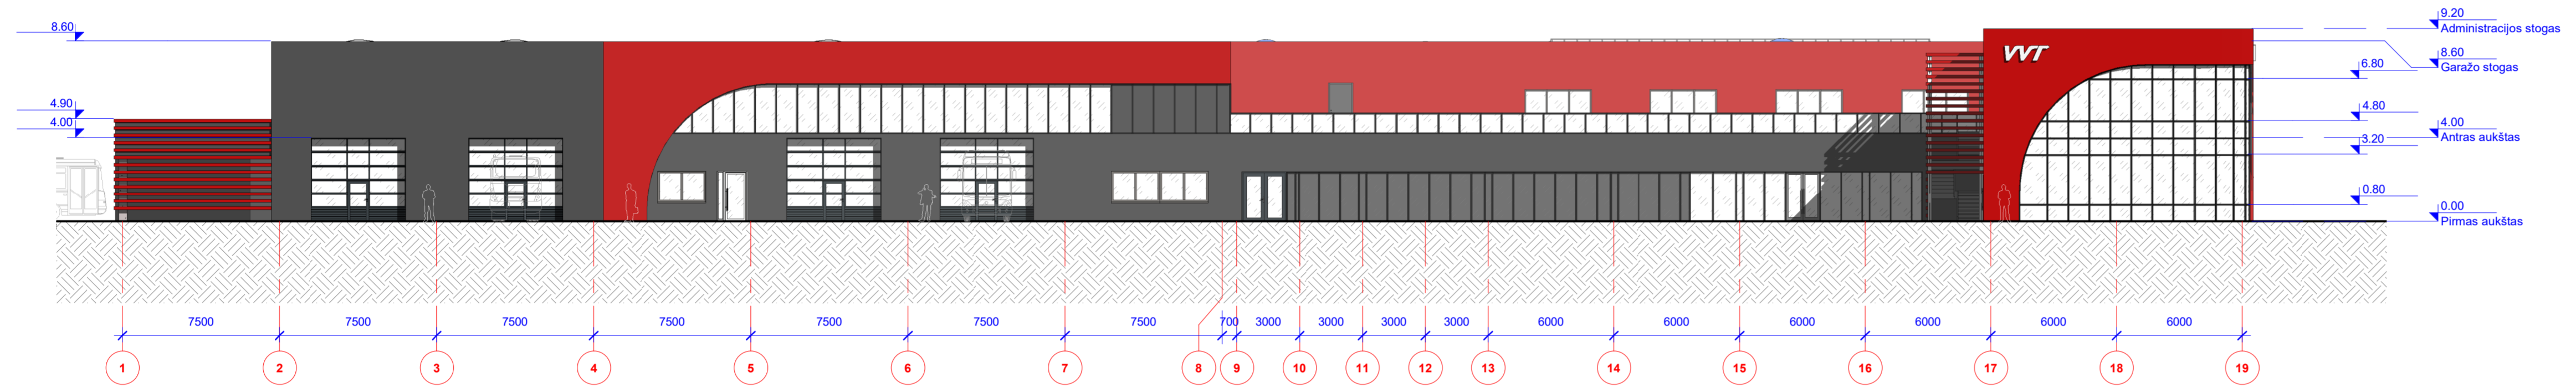 8.60
4.90
4.00
VVT
9.20
Administracijos stogas
8.60
Garažo stogas
6.80
4.80
4.00
Antras aukštas
3.20
0.80
0.00
Pirmas aukštas
7500 7500 7500 7500 7500 7500 7500 700 3000 3000 3000 3000 6000 6000 6000 6000 6000 6000
1 2 3 4 5 6 7 8 9 10 11 12 13 14 15 16 17 18 19